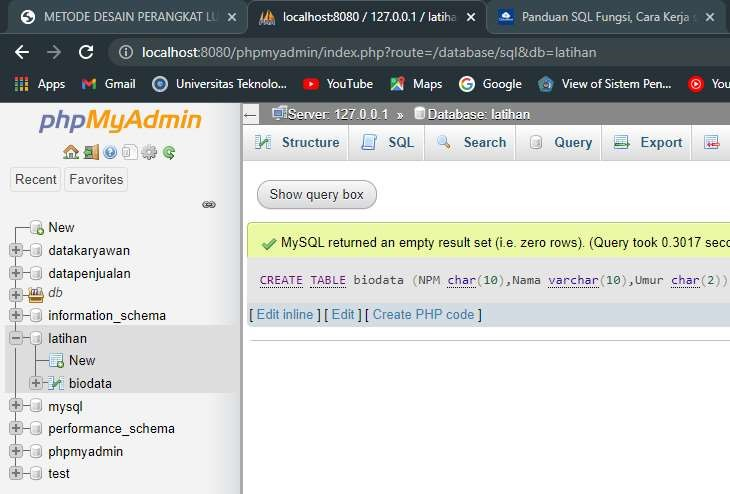 METODE DESAIN PERANGKAT LU
localhost:8080 / 127.0.0.1 / latiha
Panduan SQL Fungsi, Cara Kerja
localhost:8080/phpmyadmin/index.php?route=/database/sql&db=latihan
Apps Gmail Universitas Teknolo... YouTube Maps Google View of Sistem Pen... YouTu
phpMyAdmin
Recent Favorites
New
datakaryawan
datapenjualan
db
information_schema
latihan
New
biodata
mysql
performance_schema
phpmyadmin
test
Server: 127.0.0.1 » Database: latihan
Structure SQL Search Query Export
Show query box
MySQL returned an empty result set (i.e. zero rows). (Query took 0.3017 seco
CREATE TABLE biodata (NPM char(10),Nama varchar(10),Umur char(2))
[ Edit inline ] [ Edit ] [ Create PHP code ]